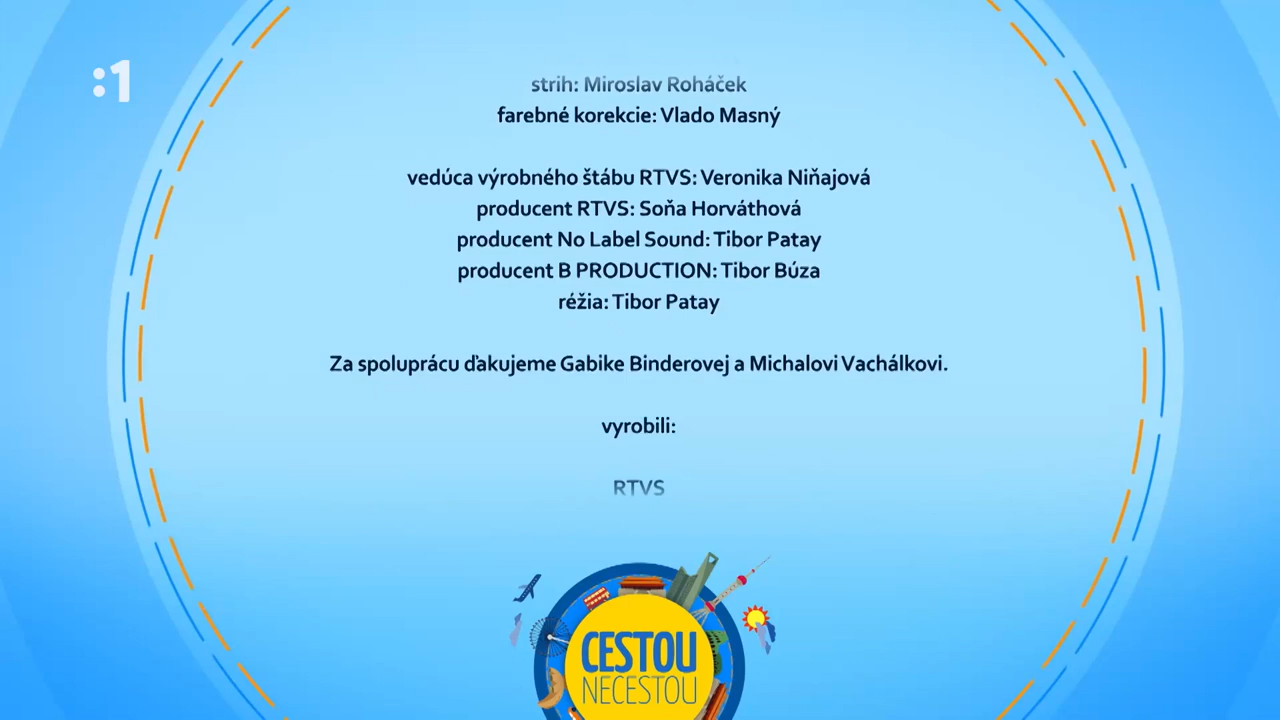 :1
strih: Miroslav Roháček
farebné korekcie: Vlado Masný
vedúca výrobného štábu RTVS: Veronika Niňajová
producent RTVS: Soňa Horváthová
producent No Label Sound: Tibor Patay
producent B PRODUCTION: Tibor Búza
réžia: Tibor Patay
Za spoluprácu ďakujeme Gabike Binderovej a Michalovi Vachálkovi.
vyrobili:
RTVS
CESTOU
NECESTOU